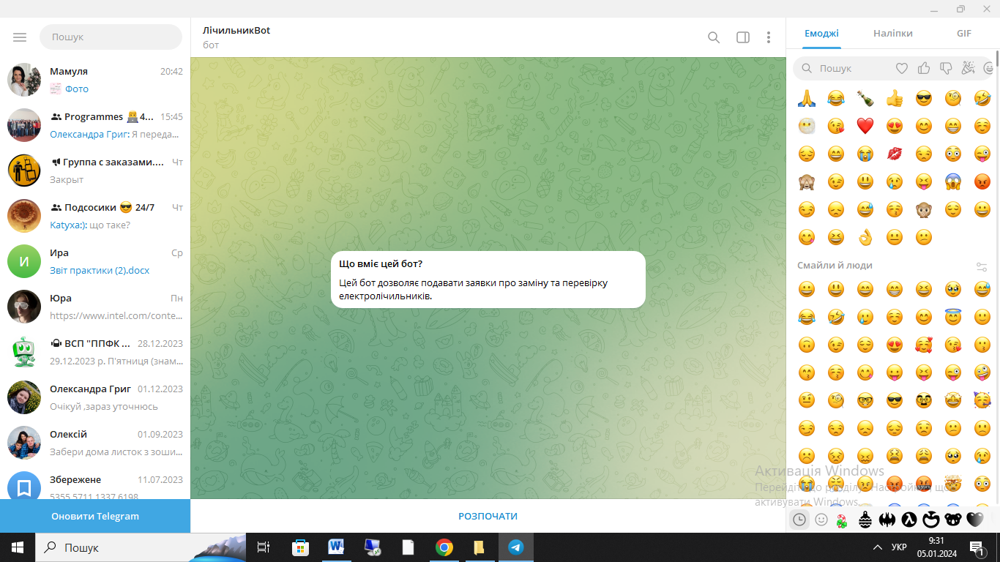 Пошук
Мамуля 20:42
Фото
Programmes 👨‍💻4... 15:45
Олександра Григ: Я переда...
Группа с заказами.... Чт
Закрыт
Подсосики 😎 24/7 Чт
Katyxa:): що таке?
И
Ира Ср
Звіт практики (2).docx
Юра Пн
https://www.intel.com/conte...
ВСП "ППФК ... 28.12.2023
29.12.2023 р. П'ятниця (знам...
Олександра Григ 01.12.2023
Очікуй ,зараз уточнюсь
Олексій 01.09.2023
Забери дома листок з зоши...
Збережене 11.07.2023
5355 5711 1337 6198
Оновити Telegram
ЛічильникBot
бот
Що вміє цей бот?
Цей бот дозволяє подавати заявки про заміну та перевірку
електролічильників.
РОЗПОЧАТИ
Емоджі Наліпки GIF
Пошук
Смайли й люди
Активація Windows
Перейдіть до розділу "Настройки", щоб
активувати Windows.
Пошук
УКР
9:31
05.01.2024
1